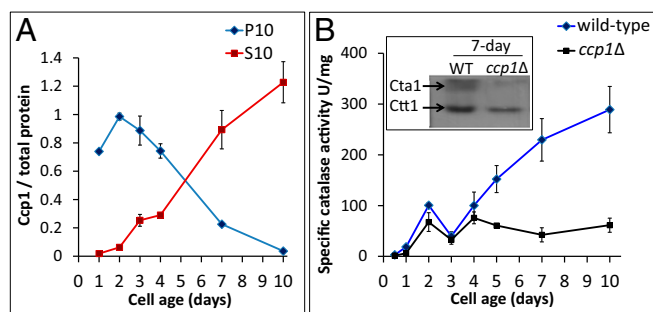 A
P10
S10
Ccp1 / total protein
1.4
1.2
1
0.8
0.6
0.4
0.2
0
0 1 2 3 4 5 6 7 8 9 10
Cell age (days)
B
wild-type
ccp1Δ
Specific catalase activity U/mg
400
300
200
100
0
7-day
WT ccp1Δ
Cta1
Ctt1
0 1 2 3 4 5 6 7 8 9 10
Cell age (days)